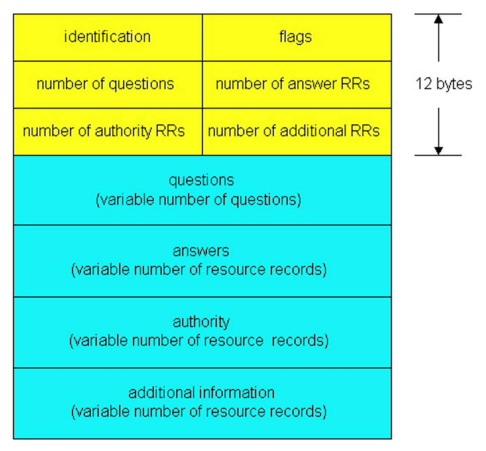 identification flags
number of questions number of answer RRs 12 bytes
number of authority RRs number of additional RRs
questions
(variable number of questions)
answers
(variable number of resource records)
authority
(variable number of resource records)
additional information
(variable number of resource records)